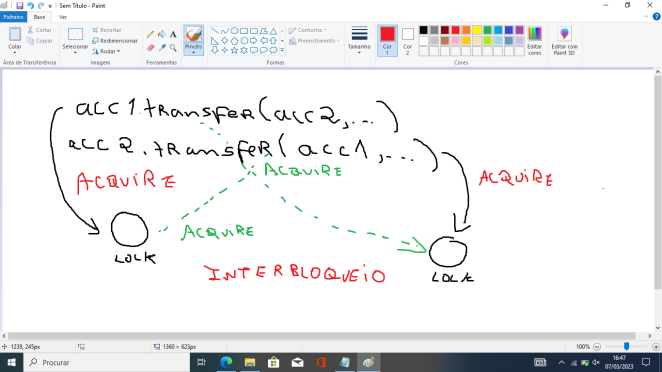 Sem Título - Paint
Ficheiro Base Ver
Colar
Cortar
Copiar
Área de Transferência
Selecionar
Recortar
Redimensionar
Rodar
Imagem
Ferramentas
Pincéis
Contorno
Preenchimento
Formas
Tamanho
Cor 1
Cor 2
Editar cores
Cores
Editar com Paint 3D
acc1.transfer(acc2,...)
acc2.transfer(acc1,...)
ACQUIRE
ACQUIRE
ACQUIRE
ACQUIRE
LOCK
LOCK
INTERBLOQUEIO
1239, 245px
1360 × 623px
100%
Procurar
16:47
07/03/2023